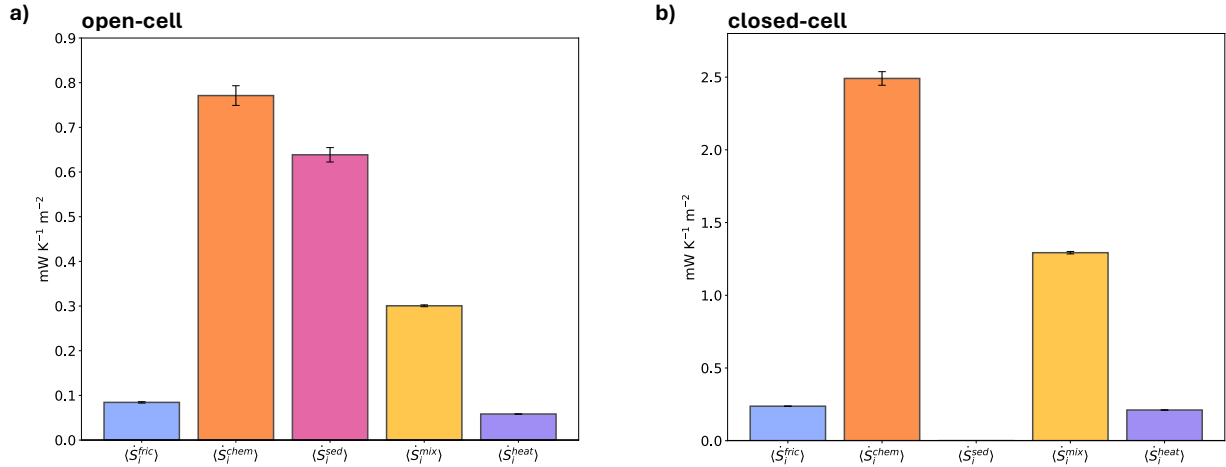 a)
open-cell
0.9
0.8
0.7
0.6
0.5
0.4
0.3
0.2
0.1
0.0
mW K⁻¹ m⁻²
⟨Ṡᵢᶠʳⁱᶜ⟩ ⟨Ṡᵢᶜʰᵉᵐ⟩ ⟨Ṡᵢˢᵉᵈ⟩ ⟨Ṡᵢᵐⁱˣ⟩ ⟨Ṡᵢʰᵉᵃᵗ⟩
b)
closed-cell
2.5
2.0
1.5
1.0
0.5
0.0
mW K⁻¹ m⁻²
⟨Ṡᵢᶠʳⁱᶜ⟩ ⟨Ṡᵢᶜʰᵉᵐ⟩ ⟨Ṡᵢˢᵉᵈ⟩ ⟨Ṡᵢᵐⁱˣ⟩ ⟨Ṡᵢʰᵉᵃᵗ⟩